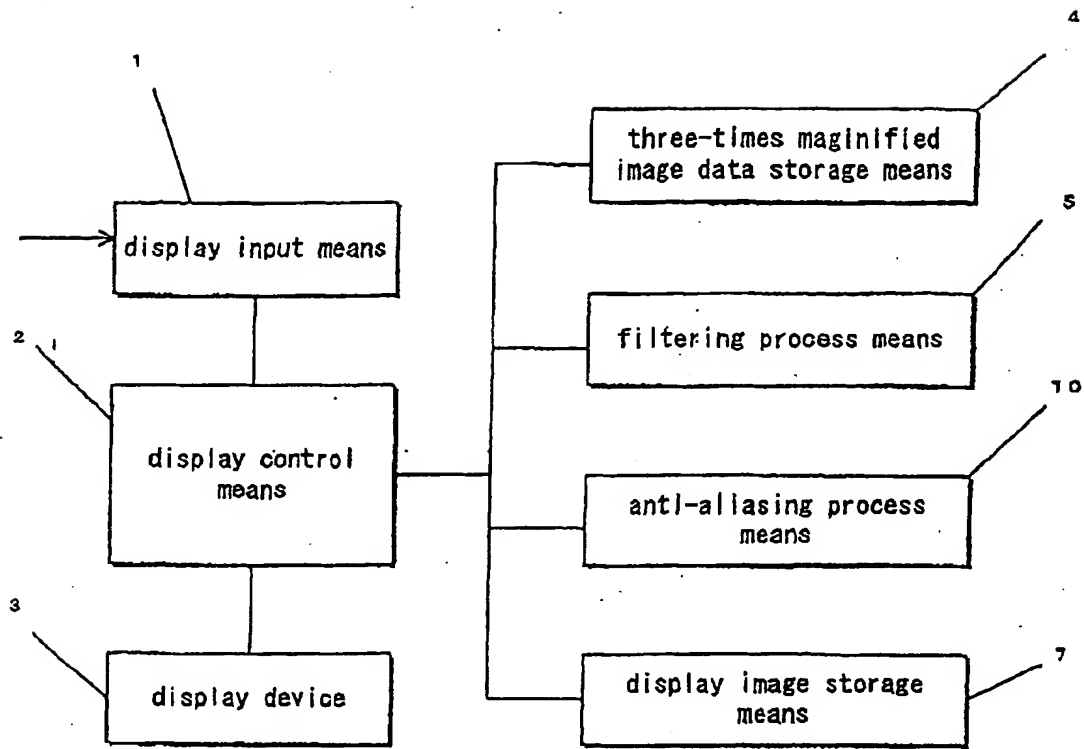 4
1
three-times maginified
image data storage means
5
display input means
filtering process means
2
10
display control
means
anti-aliasing process
means
3
7
display device
display image storage
means